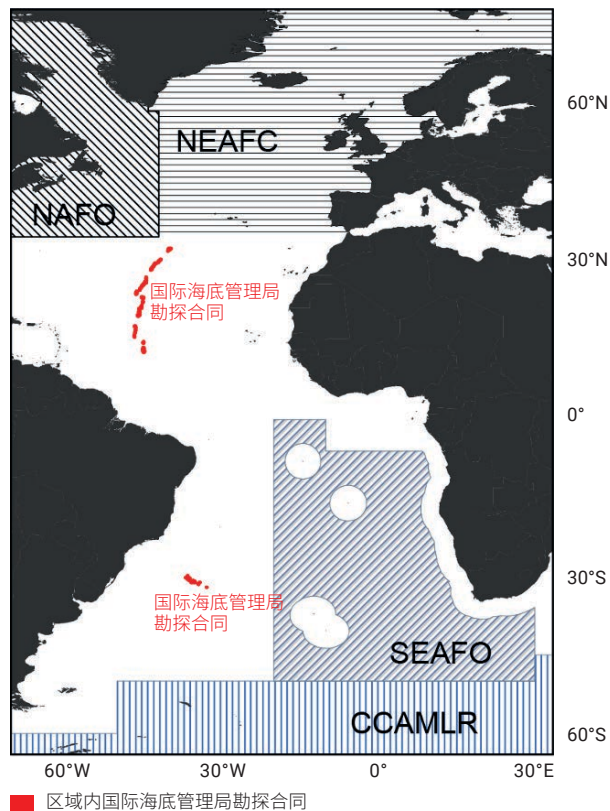 60°N
NEAFC
NAFO
30°N
国际海底管理局
勘探合同
0°
30°S
国际海底管理局
勘探合同
SEAFO
CCAMLR
60°S
60°W
30°W
0°
30°E
区域内国际海底管理局勘探合同